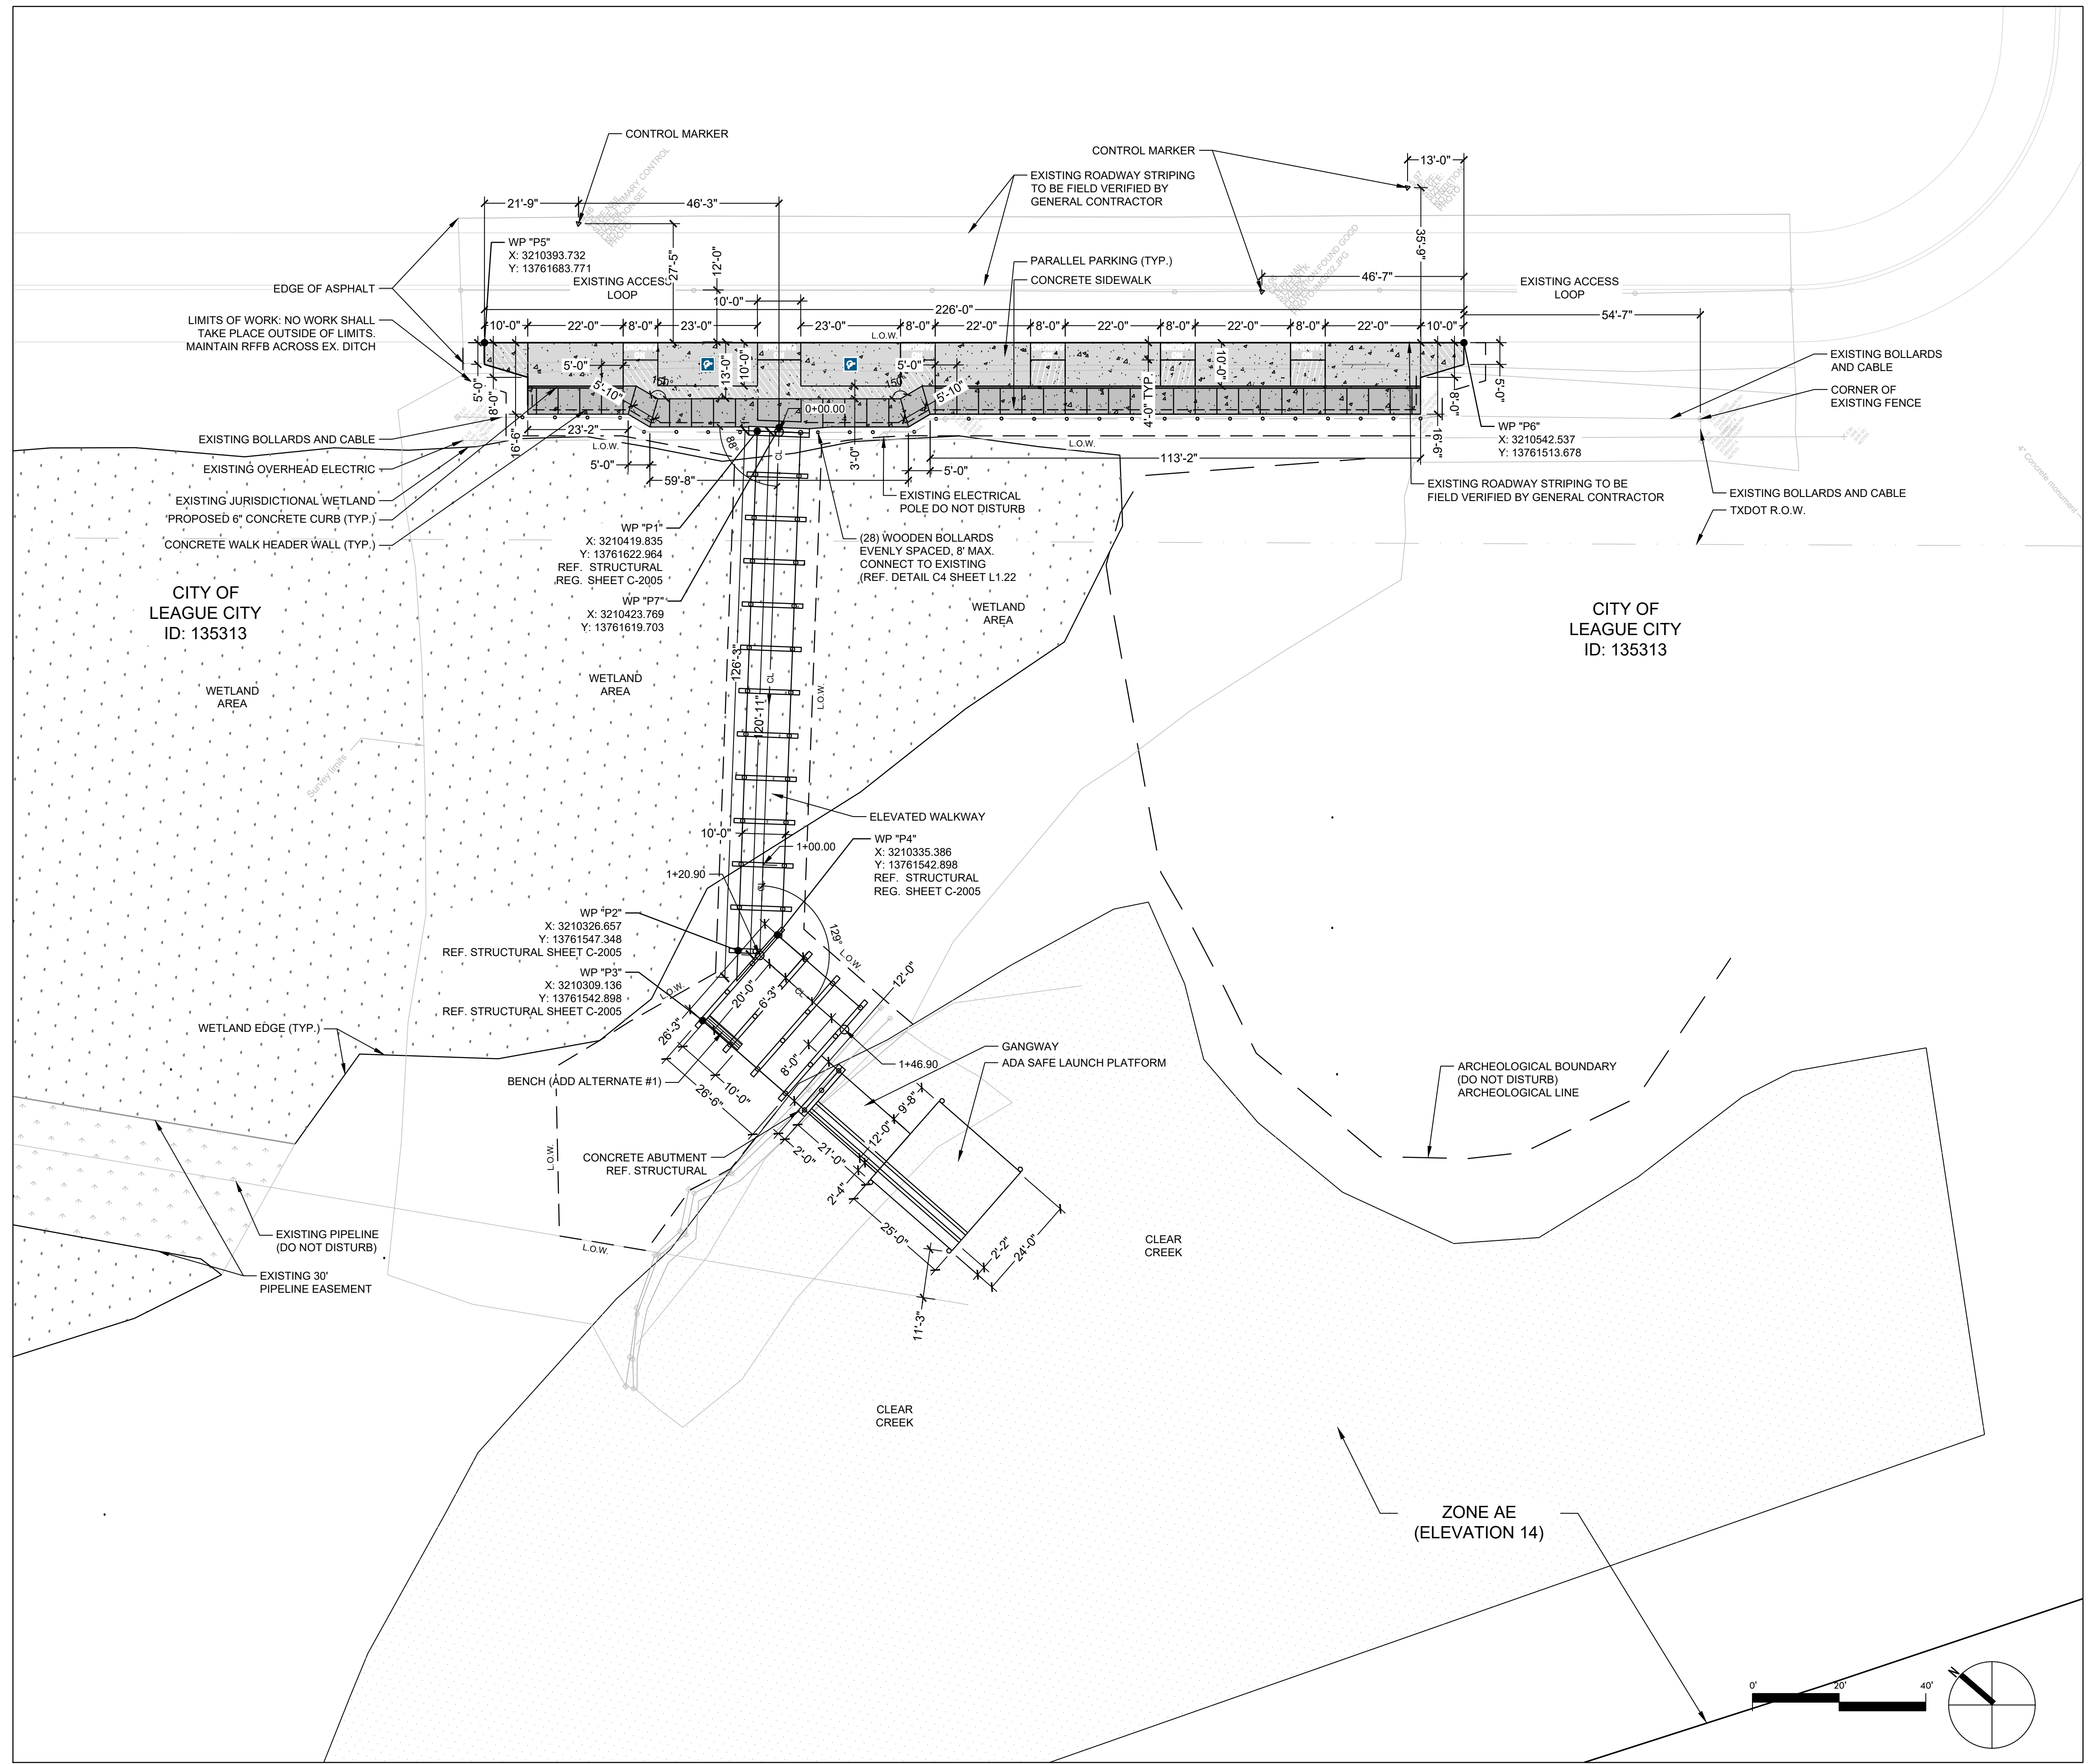 CONTROL MARKER
CONTROL MARKER
13'-0"
EXISTING ROADWAY STRIPING
TO BE FIELD VERIFIED BY
GENERAL CONTRACTOR
21'-9"
46'-3"
35'-9"
27'-5"
12'-0"
WP "P5"
X: 3210393.732
Y: 13761683.771
PARALLEL PARKING (TYP.)
CONCRETE SIDEWALK
46'-7"
EXISTING ACCESS
LOOP
EXISTING ACCESS
LOOP
EDGE OF ASPHALT
10'-0"
226'-0"
54'-7"
LIMITS OF WORK: NO WORK SHALL
TAKE PLACE OUTSIDE OF LIMITS.
MAINTAIN RFFB ACROSS EX. DITCH
10'-0"
22'-0"
8'-0"
23'-0"
23'-0"
8'-0"
22'-0"
8'-0"
22'-0"
8'-0"
22'-0"
8'-0"
22'-0"
10'-0"
L.O.W.
5'-0"
8'-0"
16'-6"
5'-0"
5'-10"
150°
13'-0"
10'-0"
150°
5'-0"
5'-10"
4'-0" TYP.
10'-0"
5'-0"
8'-0"
16'-6"
EXISTING BOLLARDS
AND CABLE
CORNER OF
EXISTING FENCE
0+00.00
WP "P6"
X: 3210542.537
Y: 13761513.678
EXISTING BOLLARDS AND CABLE
23'-2"
L.O.W.
88°
CL
3'-0"
L.O.W.
113'-2"
EXISTING OVERHEAD ELECTRIC
5'-0"
59'-8"
5'-0"
4" Concrete monument
EXISTING JURISDICTIONAL WETLAND
PROPOSED 6" CONCRETE CURB (TYP.)
CONCRETE WALK HEADER WALL (TYP.)
EXISTING ELECTRICAL
POLE DO NOT DISTURB
EXISTING ROADWAY STRIPING TO BE
FIELD VERIFIED BY GENERAL CONTRACTOR
EXISTING BOLLARDS AND CABLE
TXDOT R.O.W.
WP "P1"
X: 3210419.835
Y: 13761622.964
REF. STRUCTURAL
REG. SHEET C-2005
(28) WOODEN BOLLARDS
EVENLY SPACED, 8' MAX.
CONNECT TO EXISTING
(REF. DETAIL C4 SHEET L1.22
WP "P7"
X: 3210423.769
Y: 13761619.703
CITY OF
LEAGUE CITY
ID: 135313
WETLAND
AREA
CITY OF
LEAGUE CITY
ID: 135313
WETLAND
AREA
WETLAND
AREA
126'-3"
CL
120'-11"
L.O.W.
Survey limits
ELEVATED WALKWAY
10'-0"
1+00.00
WP "P4"
X: 3210335.386
Y: 13761542.898
REF. STRUCTURAL
REG. SHEET C-2005
1+20.90
CL
WP "P2"
X: 3210326.657
Y: 13761547.348
REF. STRUCTURAL SHEET C-2005
129°
L.O.W.
12'-0"
WP "P3"
X: 3210309.136
Y: 13761542.898
REF. STRUCTURAL SHEET C-2005
L.O.W.
20'-0"
6'-3"
CL
26'-3"
WETLAND EDGE (TYP.)
GANGWAY
ADA SAFE LAUNCH PLATFORM
1+46.90
8'-0"
BENCH (ADD ALTERNATE #1)
10'-0"
26'-6"
9'-8"
12'-0"
ARCHEOLOGICAL BOUNDARY
(DO NOT DISTURB)
ARCHEOLOGICAL LINE
L.O.W.
CONCRETE ABUTMENT
REF. STRUCTURAL
2'-0"
21'-0"
2'-4"
25'-0"
2'-2"
24'-0"
11'-3"
EXISTING PIPELINE
(DO NOT DISTURB)
L.O.W.
CLEAR
CREEK
EXISTING 30'
PIPELINE EASEMENT
CLEAR
CREEK
ZONE AE
(ELEVATION 14)
0'
20'
40'
N